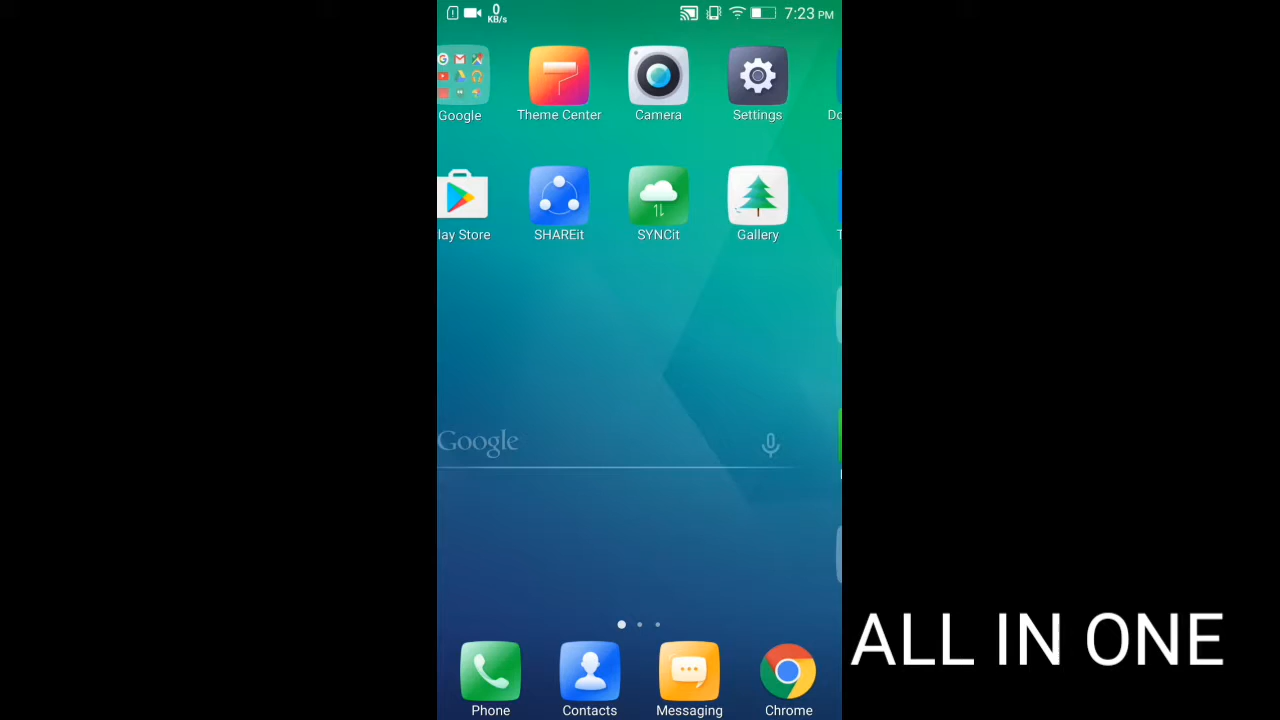 0
KB/s
7:23 PM
Google
Theme Center
Camera
Settings
Do
lay Store
SHAREit
SYNCit
Gallery
T
Google
ALL IN ONE
Phone
Contacts
Messaging
Chrome